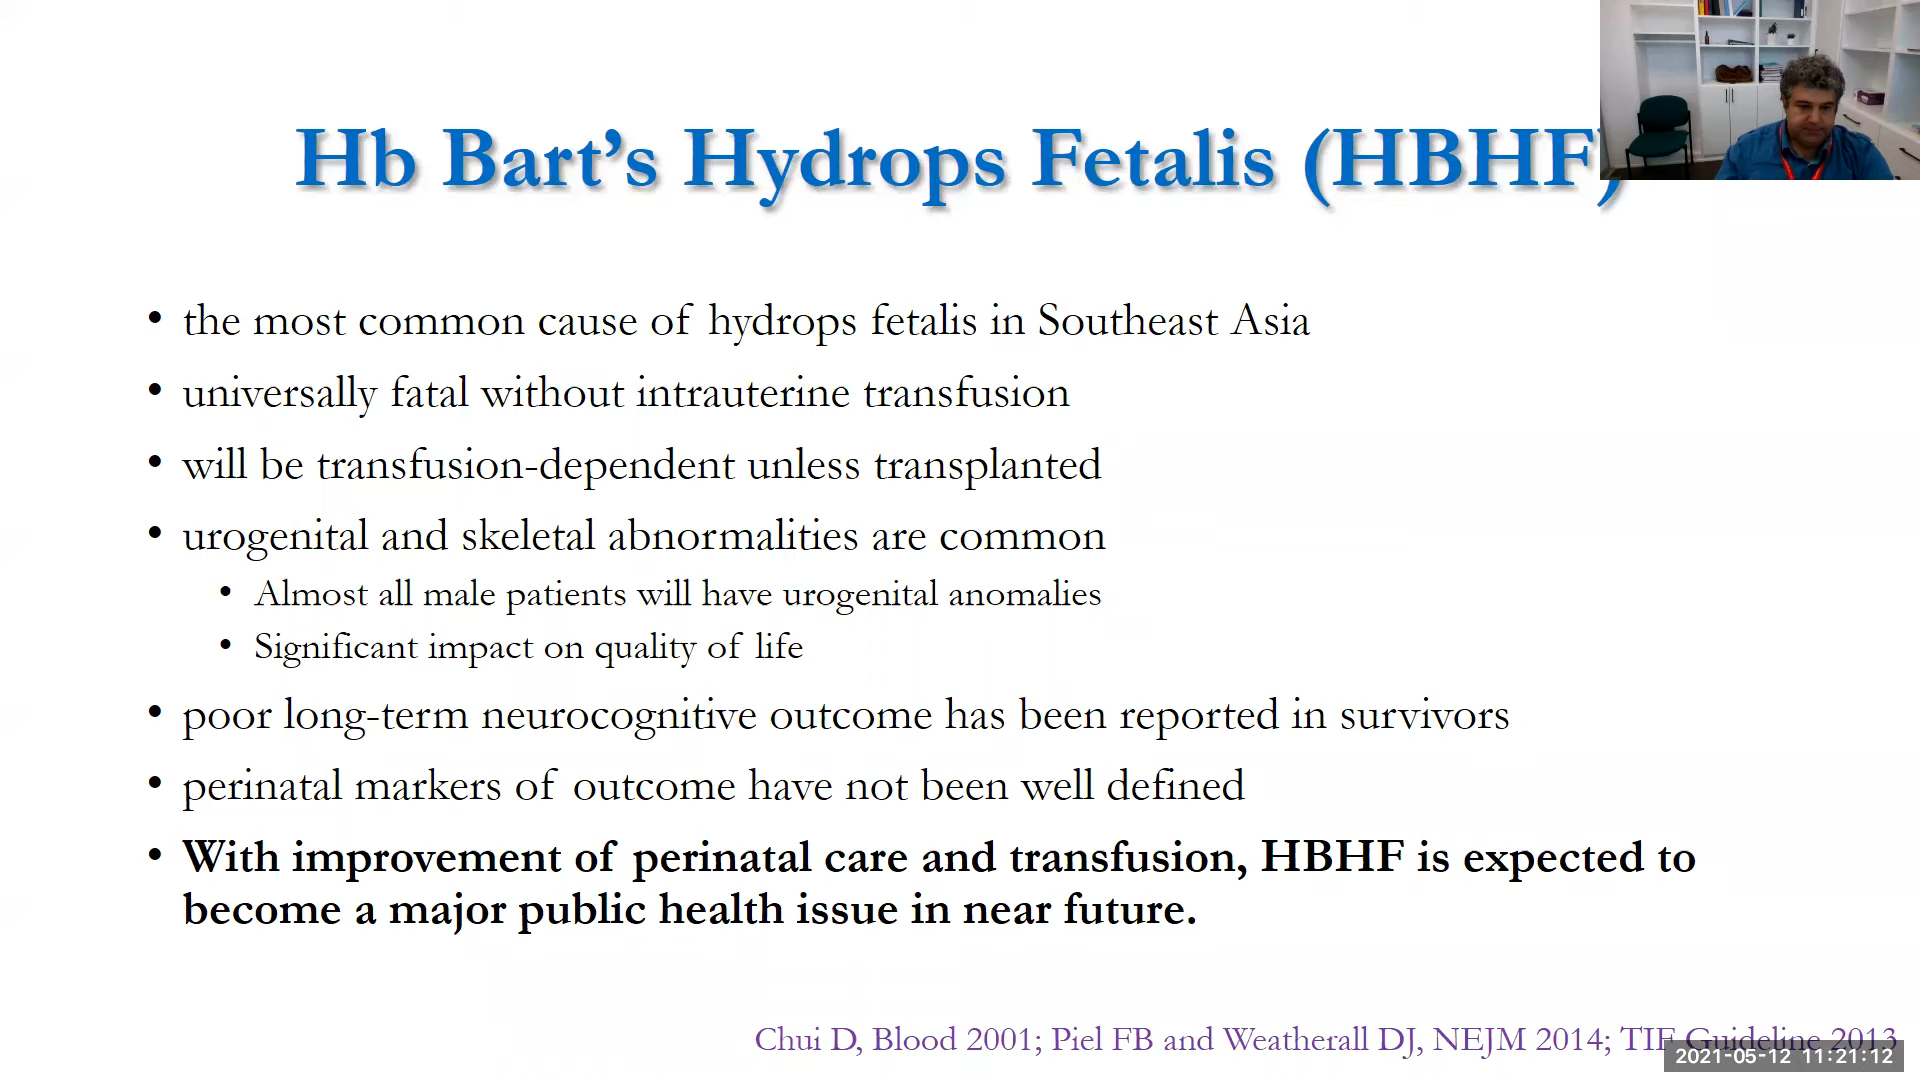 Hb Bart’s Hydrops Fetalis (HBHF)
• the most common cause of hydrops fetalis in Southeast Asia
• universally fatal without intrauterine transfusion
• will be transfusion-dependent unless transplanted
• urogenital and skeletal abnormalities are common
• Almost all male patients will have urogenital anomalies
• Significant impact on quality of life
• poor long-term neurocognitive outcome has been reported in survivors
• perinatal markers of outcome have not been well defined
• With improvement of perinatal care and transfusion, HBHF is expected to
become a major public health issue in near future.
Chui D, Blood 2001; Piel FB and Weatherall DJ, NEJM 2014; TIF Guideline 2013
2021-05-12 11:21:12